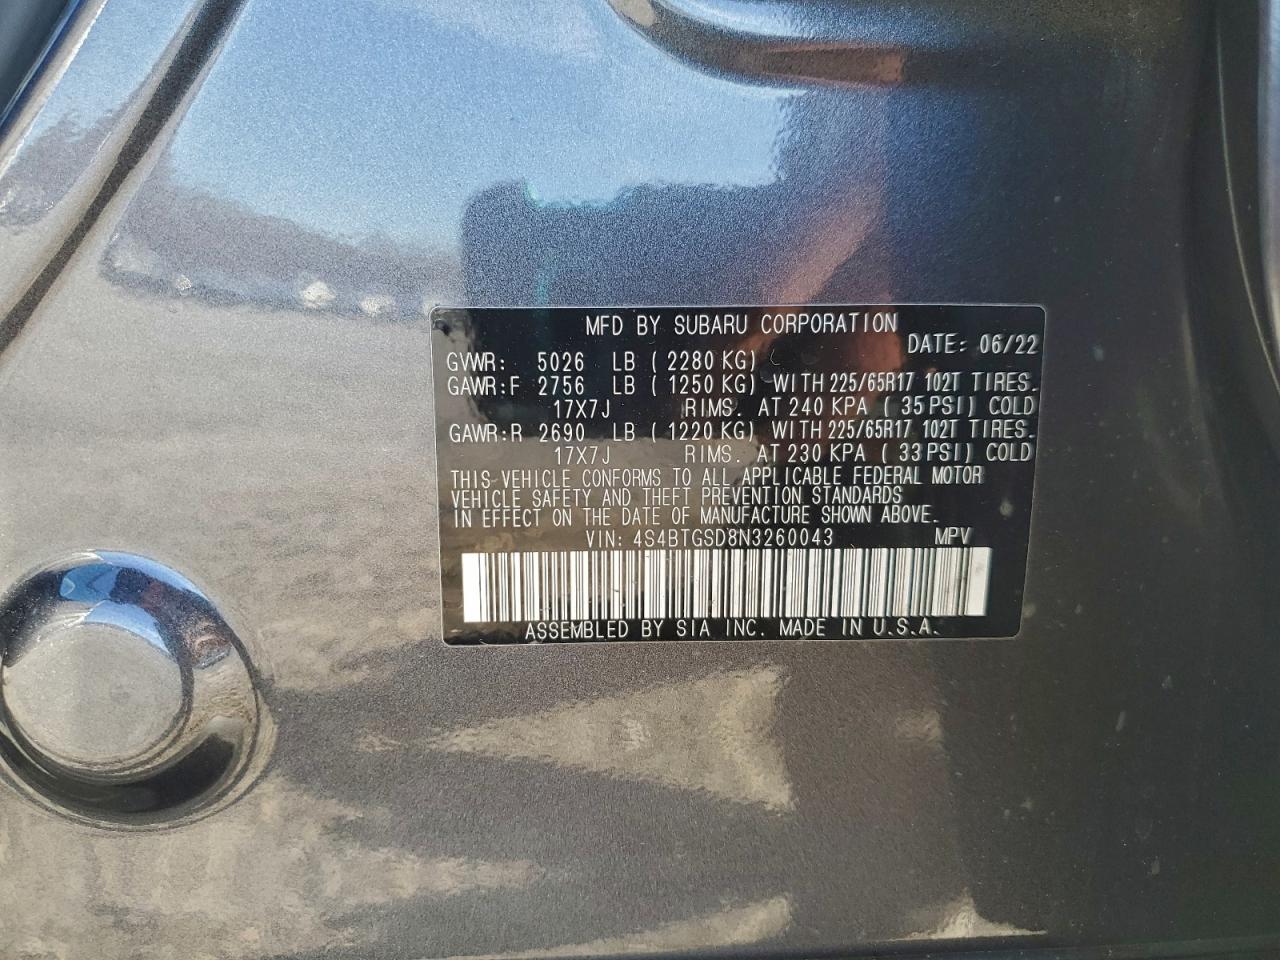 MFD BY SUBARU CORPORATION
DATE: 06/22
GVWR: 5026 LB (2280 KG)
GAWR:F 2756 LB (1250 KG) WITH 225/65R17 102T TIRES.
17X7J RIMS. AT 240 KPA (35PSI) COLD
GAWR:R 2690 LB (1220 KG) WITH 225/65R17 102T TIRES.
17X7J RIMS. AT 230 KPA (33PSI) COLD
THIS VEHICLE CONFORMS TO ALL APPLICABLE FEDERAL MOTOR
VEHICLE SAFETY AND THEFT PREVENTION STANDARDS
IN EFFECT ON THE DATE OF MANUFACTURE SHOWN ABOVE.
VIN: 4S4BTGSD8N3260043 MPV
ASSEMBLED BY SIA INC. MADE IN U.S.A.